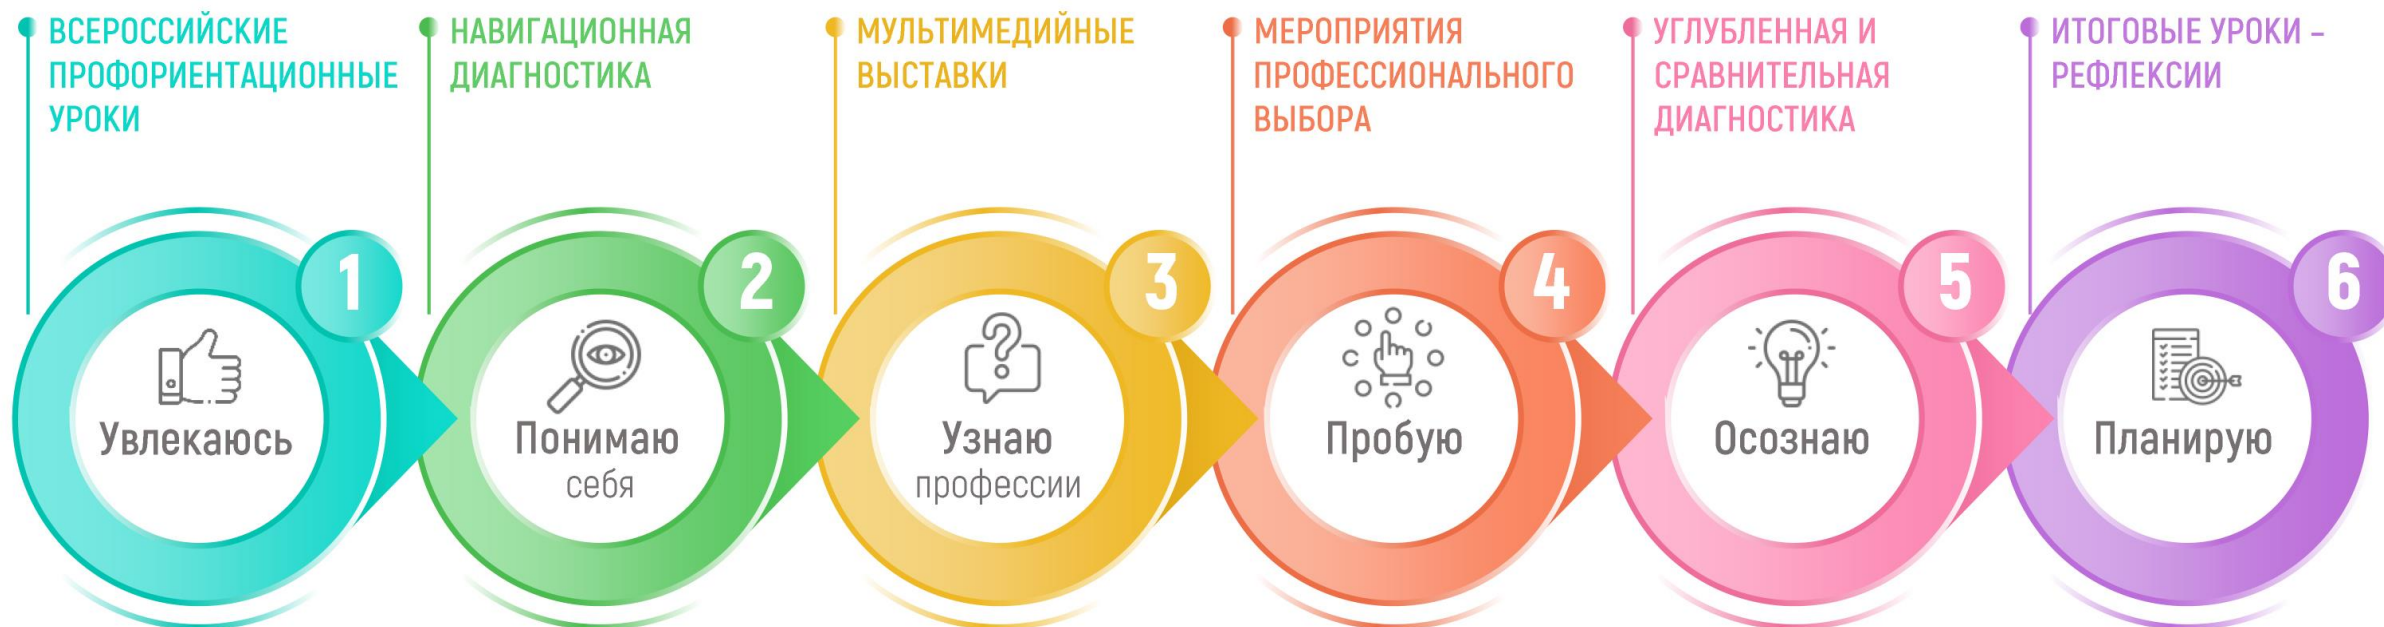 ВСЕРОССИЙСКИЕ
ПРОФОРИЕНТАЦИОННЫЕ
УРОКИ
1
Увлекаюсь
НАВИГАЦИОННАЯ
ДИАГНОСТИКА
2
Понимаю
себя
МУЛЬТИМЕДИЙНЫЕ
ВЫСТАВКИ
3
Узнаю
профессии
МЕРОПРИЯТИЯ
ПРОФЕССИОНАЛЬНОГО
ВЫБОРА
4
Пробую
УГЛУБЛЕННАЯ И
СРАВНИТЕЛЬНАЯ
ДИАГНОСТИКА
5
Осознаю
ИТОГОВЫЕ УРОКИ –
РЕФЛЕКСИИ
6
Планирую